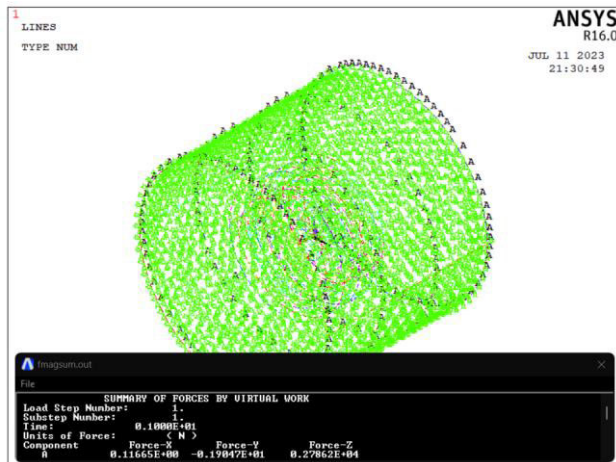 1
LINES
TYPE NUM
ANSYS
R16.0
JUL 11 2023
21:30:49
fmagsum.out
File
SUMMARY OF FORCES BY VIRTUAL WORK
Load Step Number: 1.
Substep Number: 1.
Time: 0.1000E+01
Units of Force: < N >
Component Force-X Force-Y Force-Z
A 0.11665E+00 -0.19047E+01 0.27862E+04